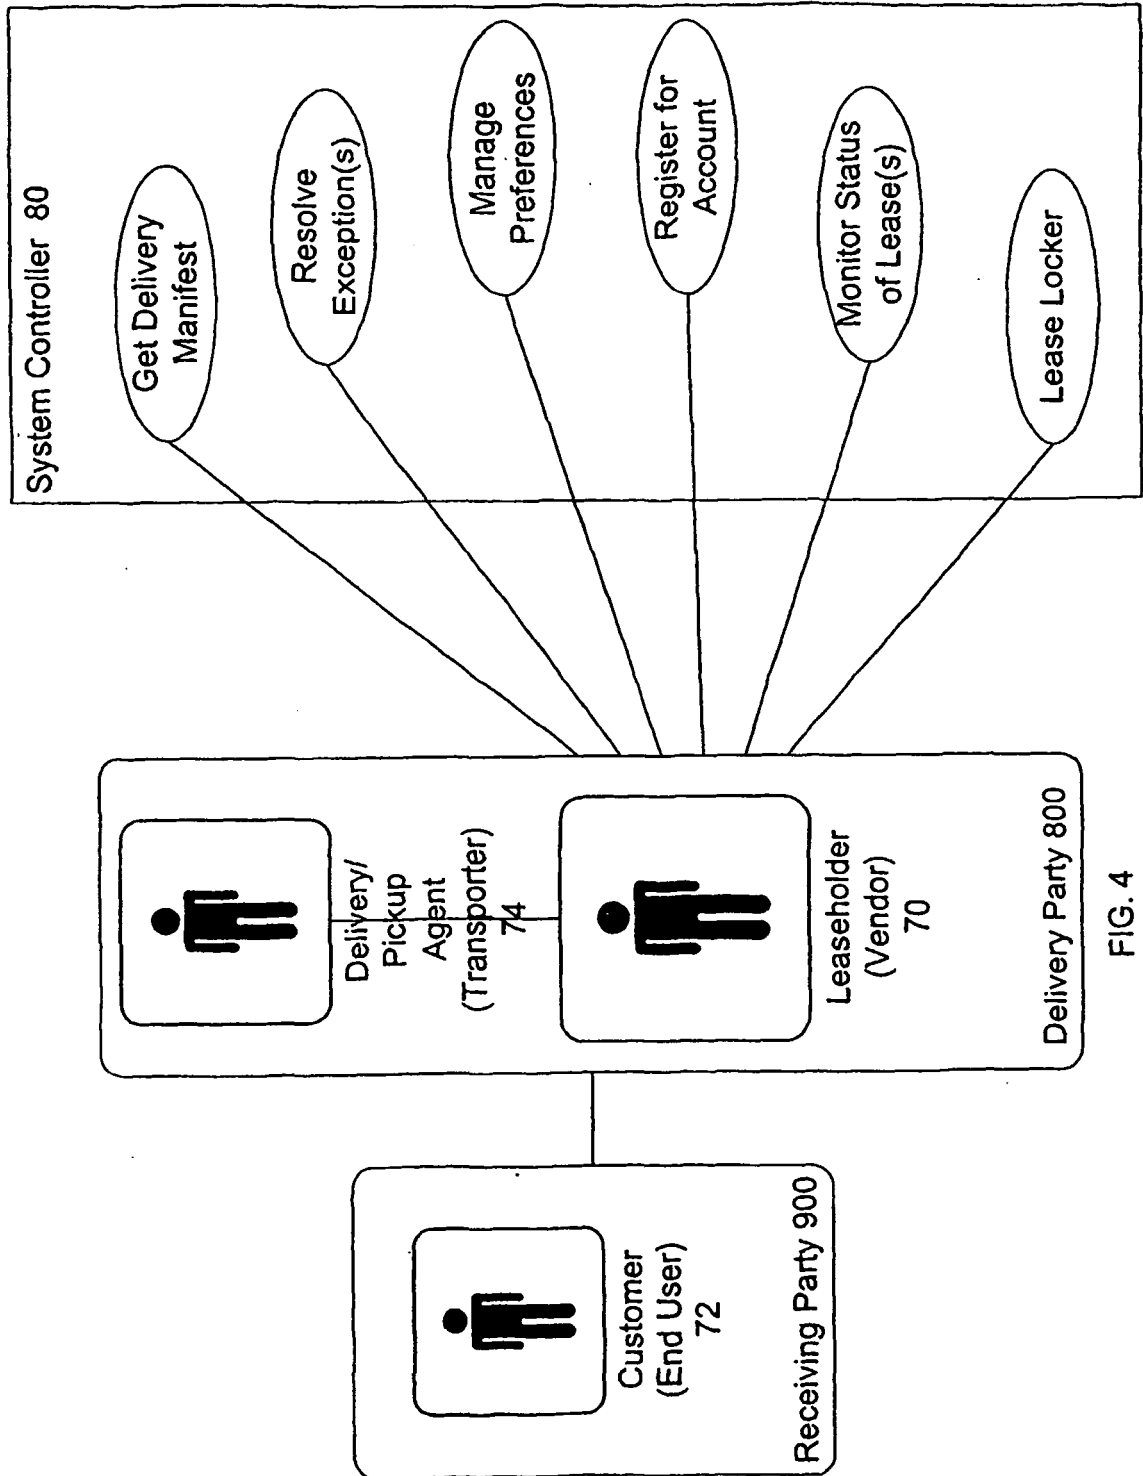 System Controller 80
Get Delivery
Manifest
Resolve
Exception(s)
Manage
Preferences
Register for
Account
Monitor Status
of Lease(s)
Lease Locker
Delivery/
Pickup
Agent
(Transporter)
74
Leaseholder
(Vendor)
70
Delivery Party 800
Customer
(End User)
72
Receiving Party 900
FIG. 4